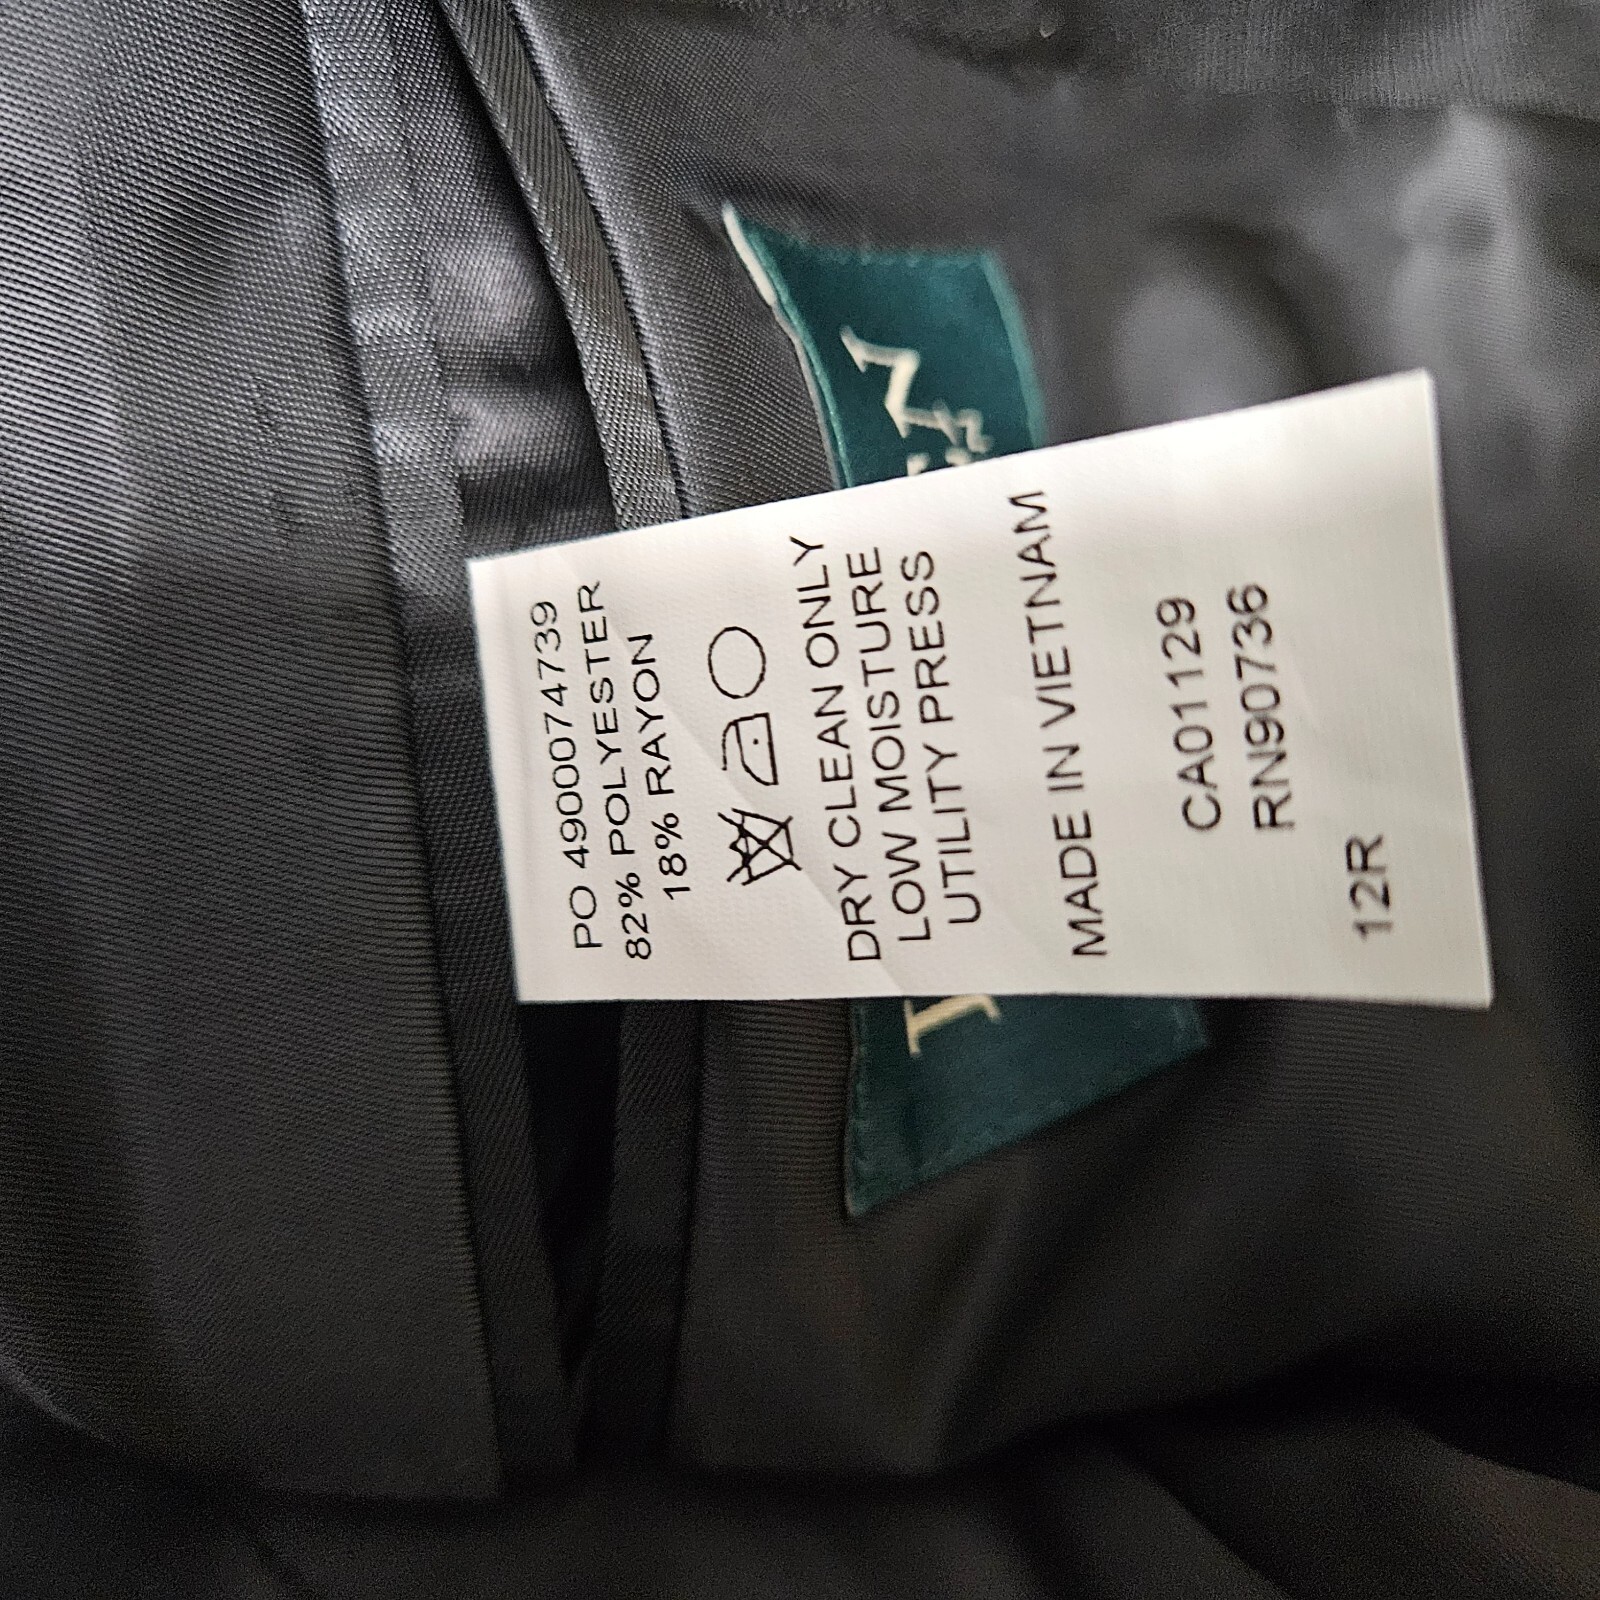 PO 4900074739
82% POLYESTER
18% RAYON
DRY CLEAN ONLY
LOW MOISTURE
UTILITY PRESS
MADE IN VIETNAM
CA01129
RN90736
12R